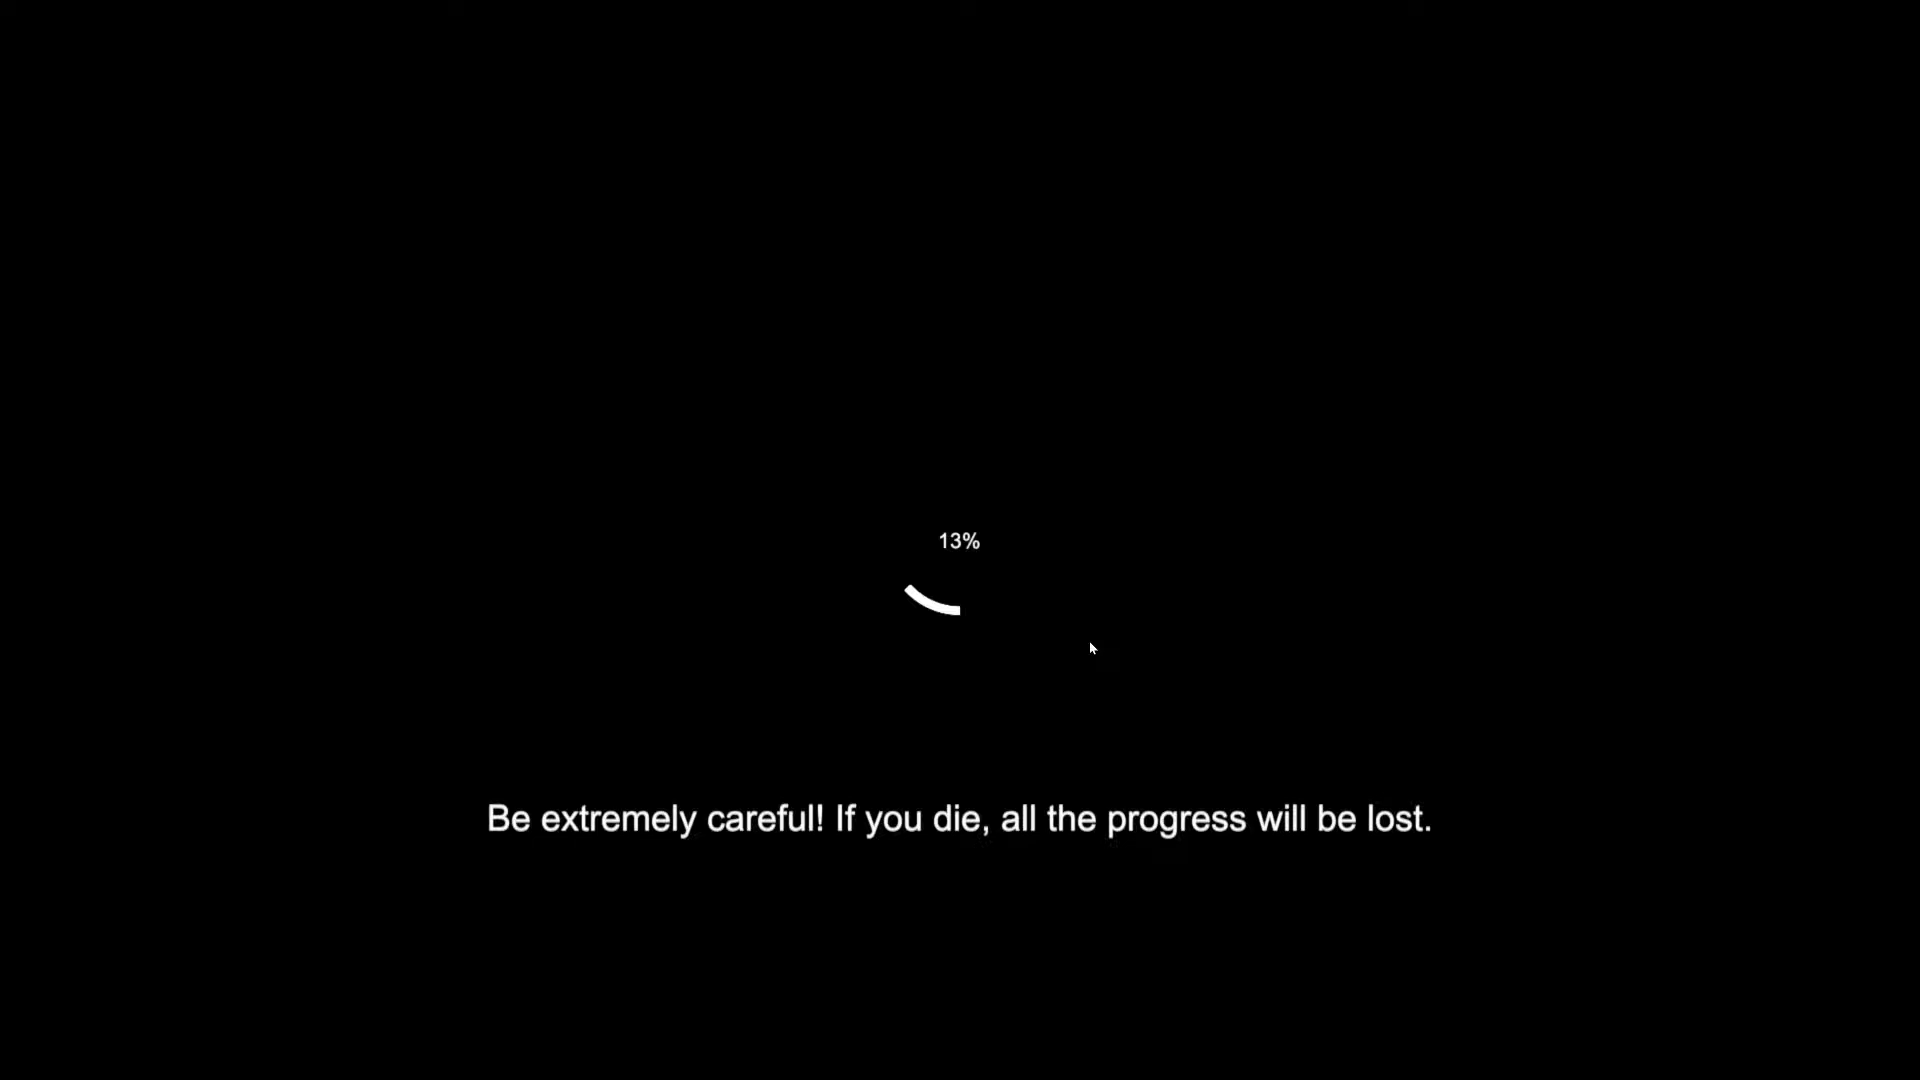 13%
Be extremely careful! If you die, all the progress will be lost.